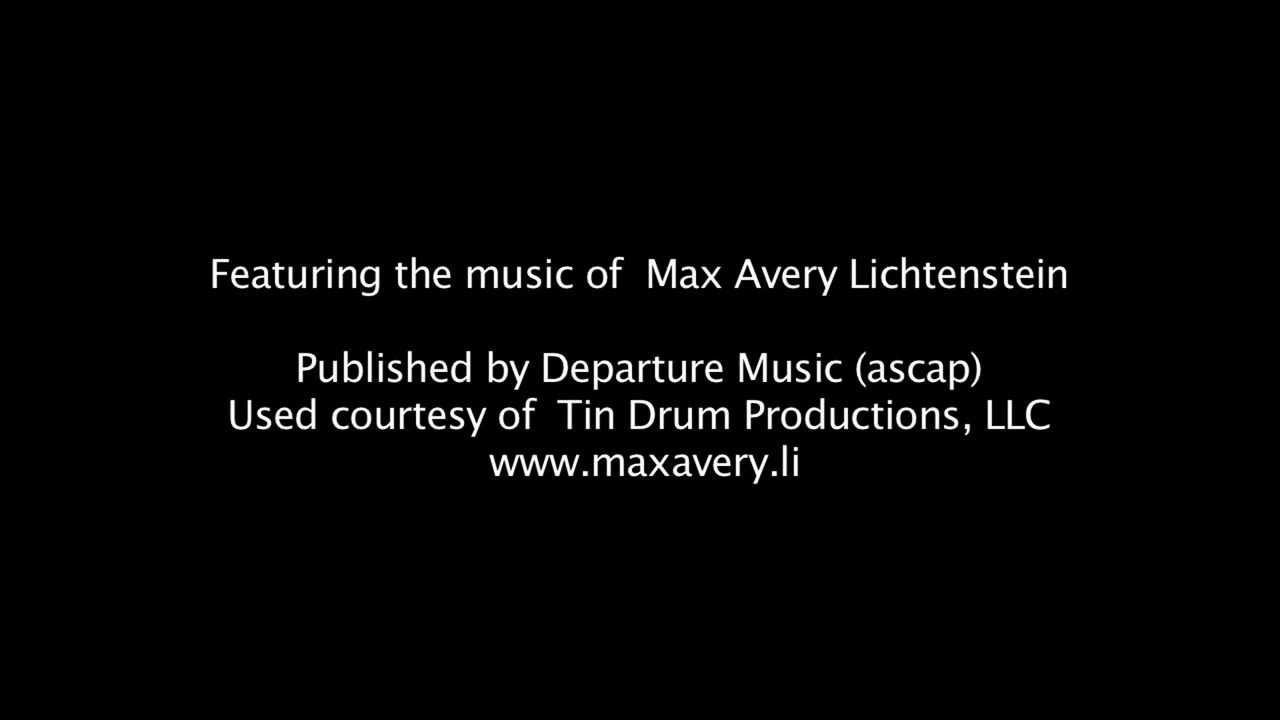 Featuring the music of  Max Avery Lichtenstein
Published by Departure Music (ascap)
Used courtesy of  Tin Drum Productions, LLC
www.maxavery.li